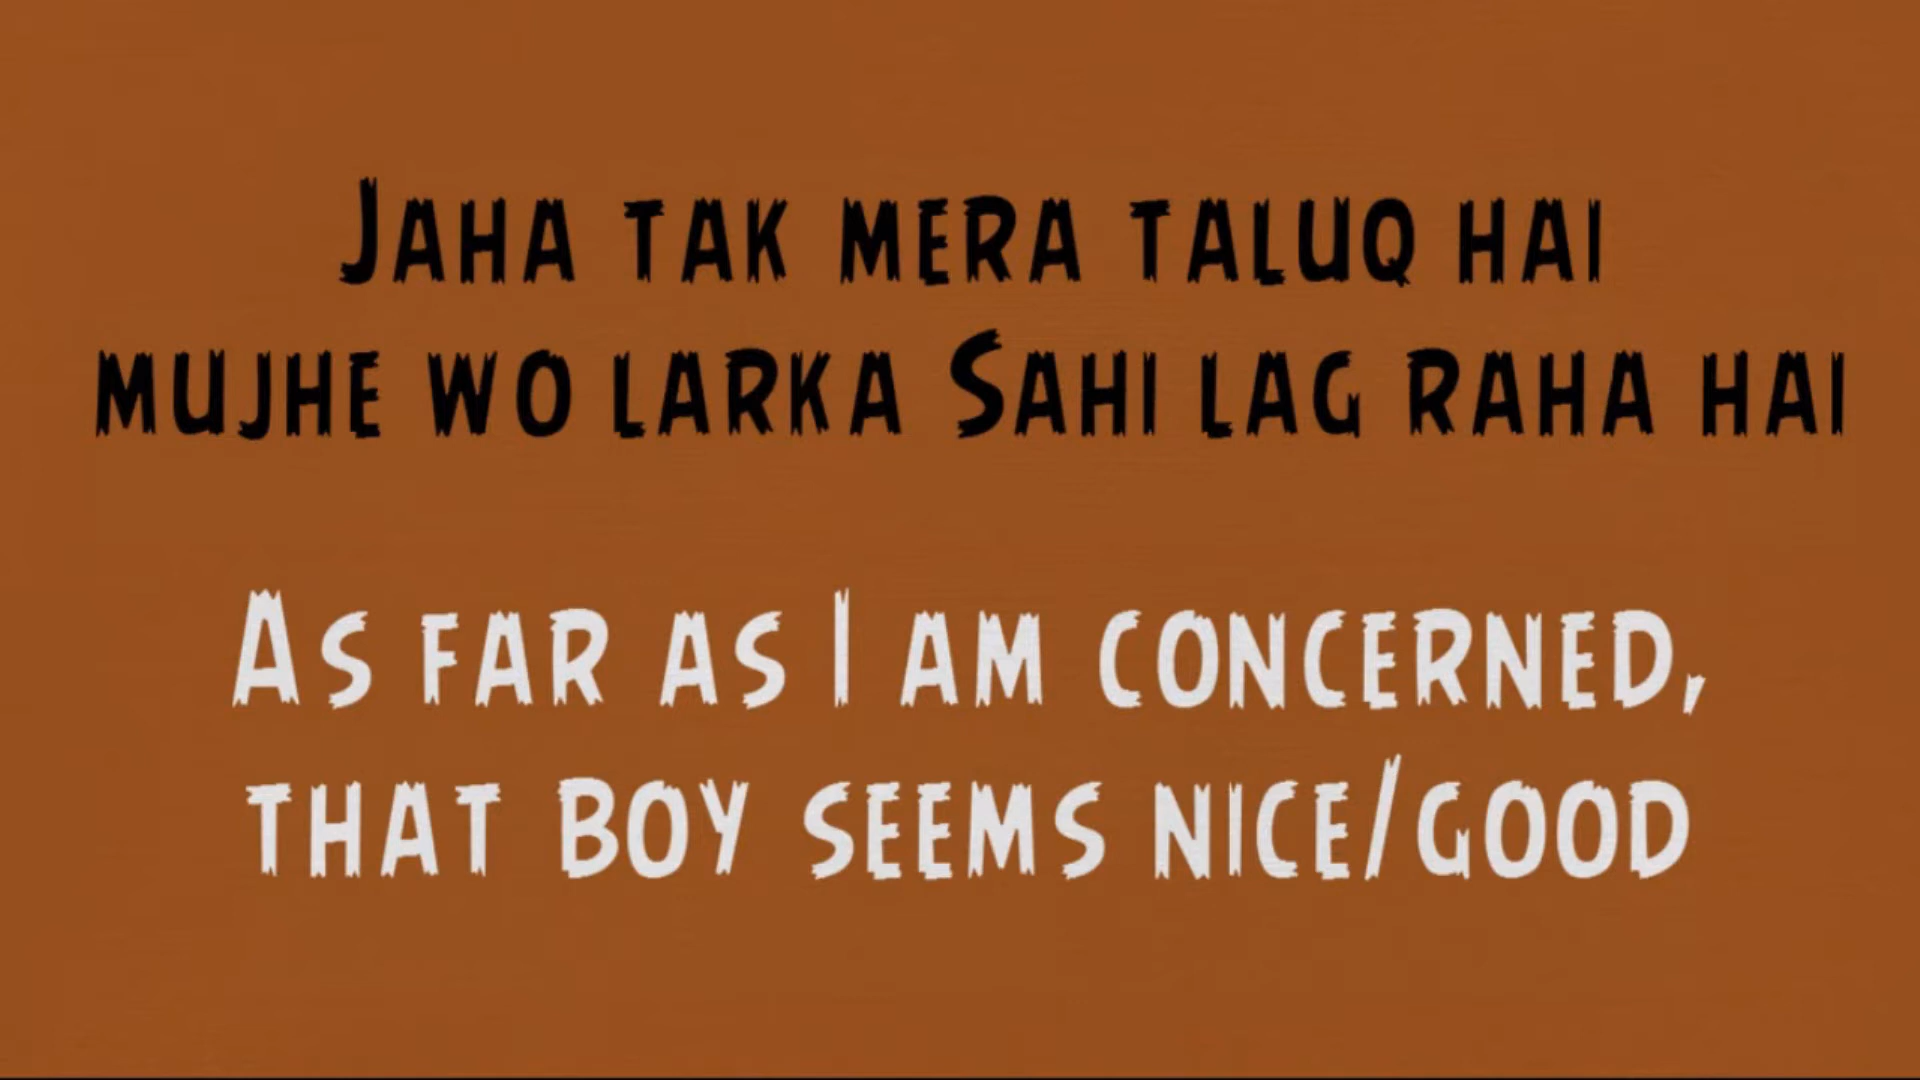 Jaha tak mera taluq hai
mujhe wo larka Sahi lag raha hai
As far as I am concerned,
that boy seems nice/good